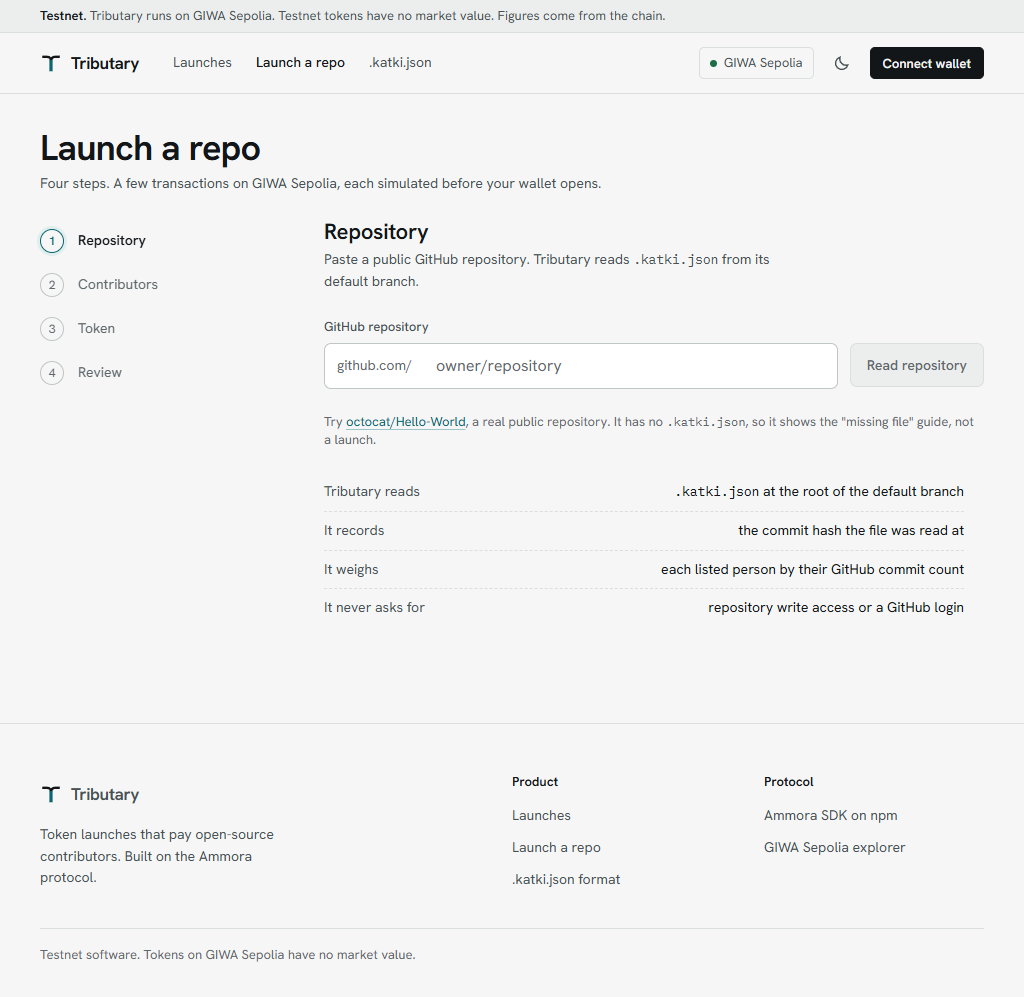 Testnet. Tributary runs on GIWA Sepolia. Testnet tokens have no market value. Figures come from the chain.
Tributary
Launches
Launch a repo
.katki.json
GIWA Sepolia
Connect wallet
Launch a repo
Four steps. A few transactions on GIWA Sepolia, each simulated before your wallet opens.
1 Repository
2 Contributors
3 Token
4 Review
Repository
Paste a public GitHub repository. Tributary reads .katki.json from its
default branch.
GitHub repository
github.com/ owner/repository
Read repository
Try octocat/Hello-World, a real public repository. It has no .katki.json, so it shows the "missing file" guide, not
a launch.
Tributary reads .katki.json at the root of the default branch
It records the commit hash the file was read at
It weighs each listed person by their GitHub commit count
It never asks for repository write access or a GitHub login
Tributary
Token launches that pay open-source
contributors. Built on the Ammora
protocol.
Product
Launches
Launch a repo
.katki.json format
Protocol
Ammora SDK on npm
GIWA Sepolia explorer
Testnet software. Tokens on GIWA Sepolia have no market value.